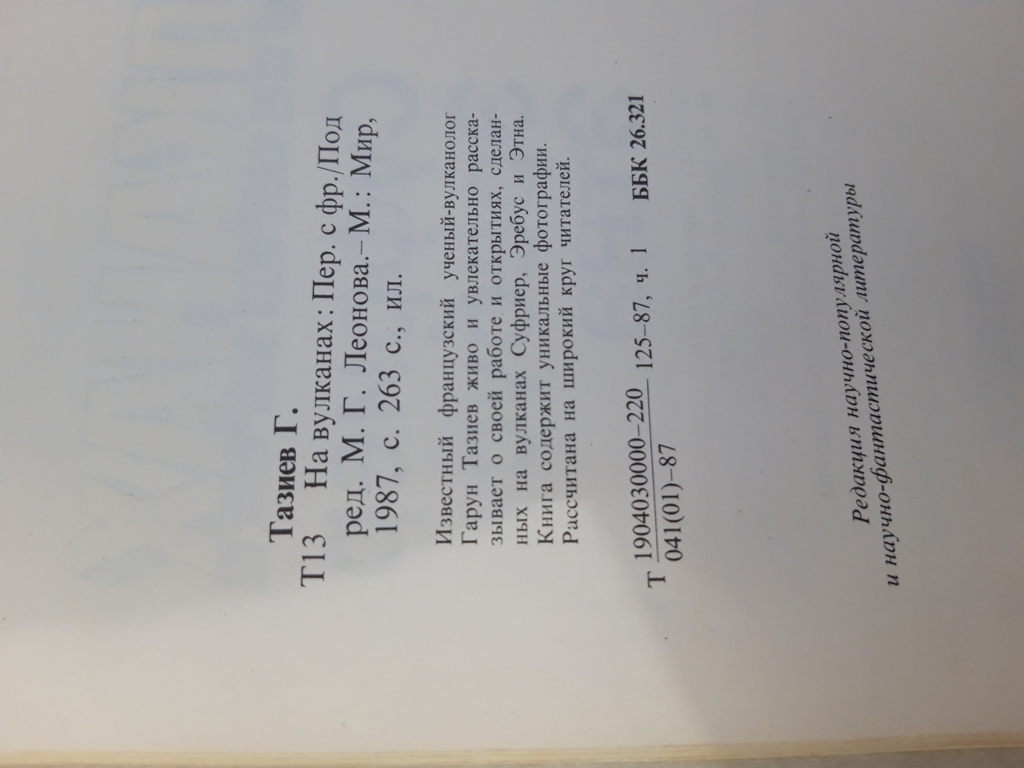 Тазиев Г.
Т13 На вулканах: Пер. с фр./Под
ред. М. Г. Леонова.–М.: Мир,
1987, с. 263 с., ил.
Известный французский ученый-вулканолог
Гарун Тазиев живо и увлекательно расска-
зывает о своей работе и открытиях, сделан-
ных на вулканах Суфриер, Эребус и Этна.
Книга содержит уникальные фотографии.
Рассчитана на широкий круг читателей.
Т 1904030000–220 125–87, ч. 1 ББК 26.321
041(01)–87
Редакция научно-популярной
и научно-фантастической литературы